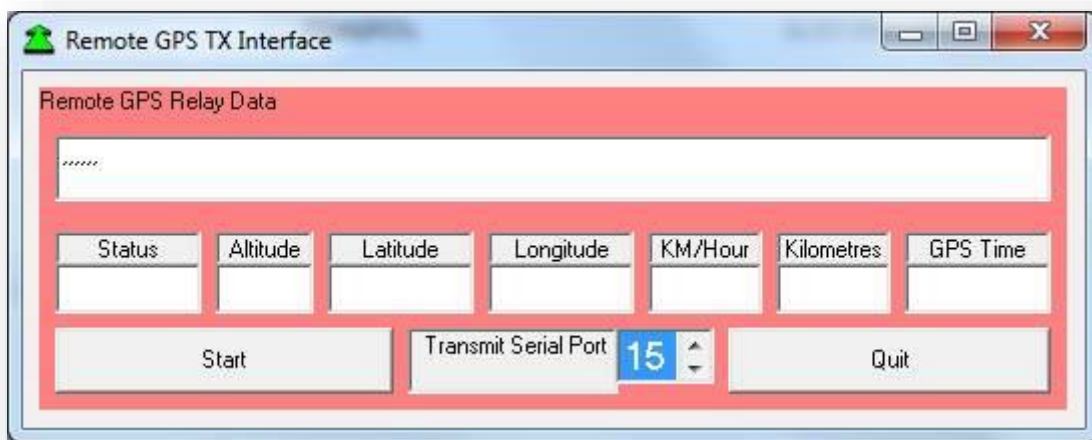 Remote GPS TX Interface
Remote GPS Relay Data
,,,,,,
Status Altitude Latitude Longitude KM/Hour Kilometres GPS Time
Start Transmit Serial Port 15 Quit